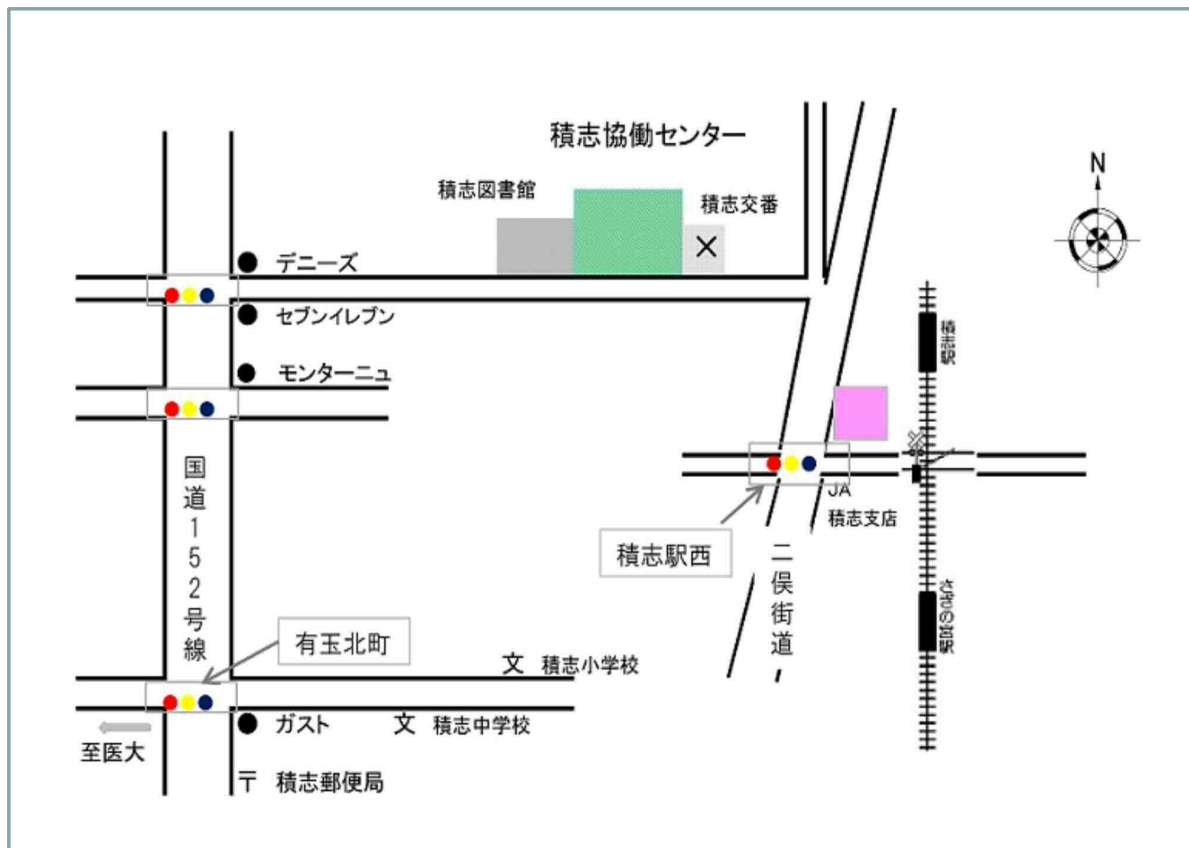 積志協働センター
積志図書館
積志交番
N
デニーズ
セブンイレブン
モンターニュ
積志駅
国道152号線
JA
積志支店
積志駅西
二俣街道
さぎの宮駅
有玉北町
文 積志小学校
ガスト
文 積志中学校
至医大
〒 積志郵便局